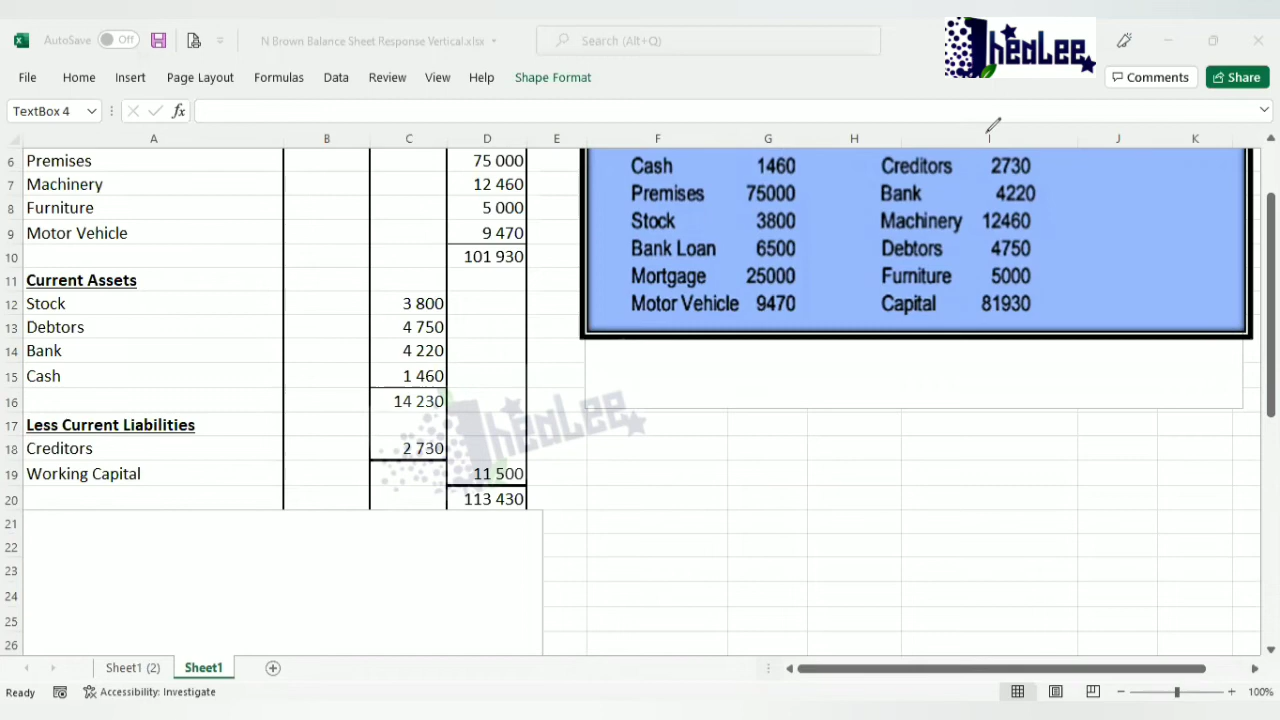 AutoSave Off N Brown Balance Sheet Response Vertical.xlsx Search (Alt+Q) HeaLee
File Home Insert Page Layout Formulas Data Review View Help Shape Format Comments Share
TextBox 4 fx
A B C D E F G H I J K
6 Premises 75 000 Cash 1460 Creditors 2730
7 Machinery 12 460 Premises 75000 Bank 4220
8 Furniture 5 000 Stock 3800 Machinery 12460
9 Motor Vehicle 9 470 Bank Loan 6500 Debtors 4750
10 101 930
11 Current Assets Mortgage 25000 Furniture 5000
12 Stock 3 800 Motor Vehicle 9470 Capital 81930
13 Debtors 4 750
14 Bank 4 220
15 Cash 1 460
16 14 230 HeaLee
17 Less Current Liabilities
18 Creditors 2 730
19 Working Capital 11 500
20 113 430
21
22
23
24
25
26
Sheet1 (2) Sheet1
Ready Accessibility: Investigate 100%